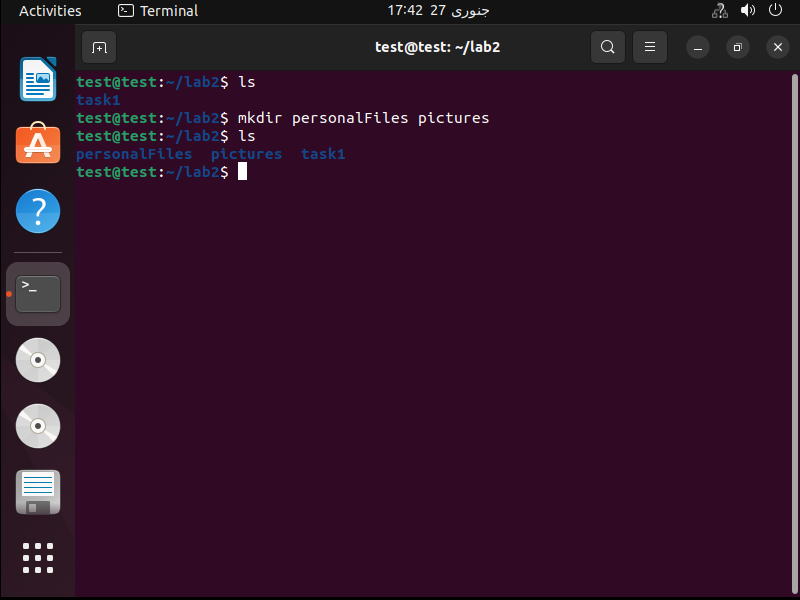 Activities Terminal 17:42 27 جنوری
test@test: ~/lab2
test@test:~/lab2$ ls
task1
test@test:~/lab2$ mkdir personalFiles pictures
test@test:~/lab2$ ls
personalFiles pictures task1
test@test:~/lab2$